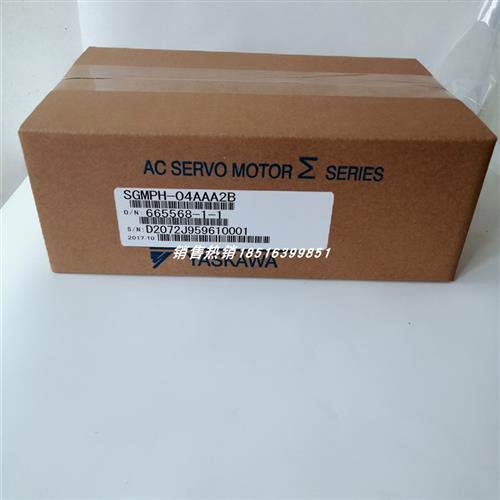 AC SERVO MOTOR Σ SERIES
SGMPH-04AAA2B
O/N: 665568-1-1
S/N: D2072J959610001
2017.10
销售热销18516399851
YASKAWA